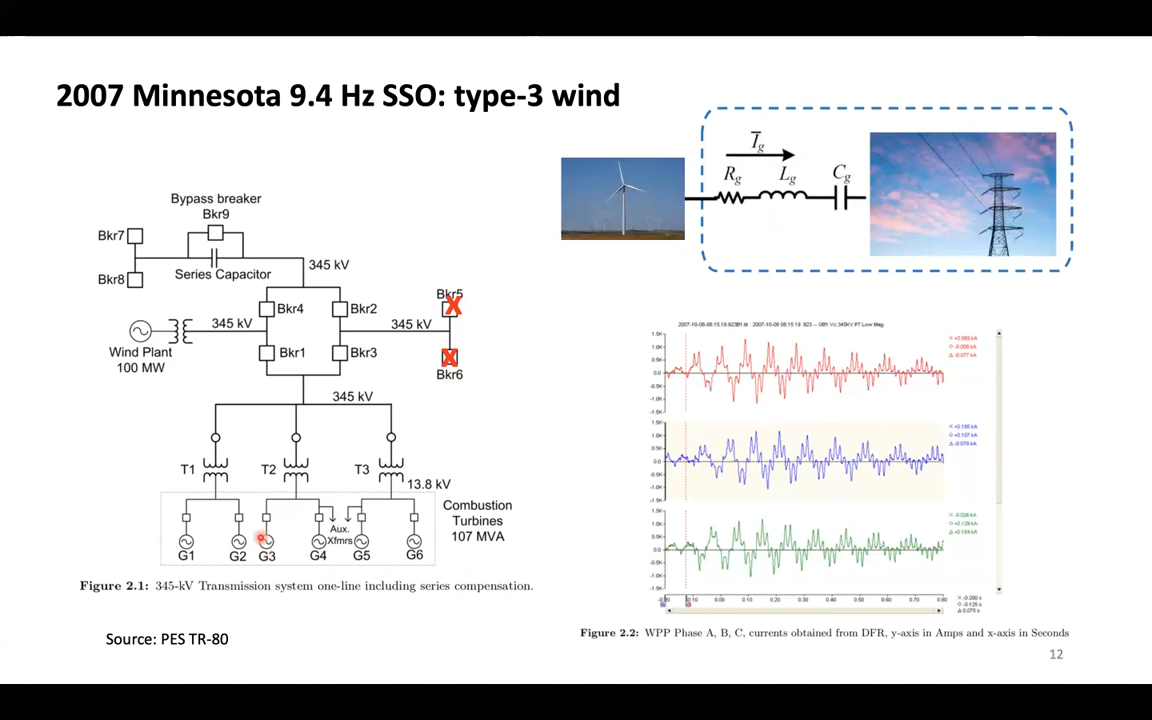 2007 Minnesota 9.4 Hz SSO: type-3 wind
Bypass breaker
Bkr9
Bkr7
Bkr8
Series Capacitor
345 kV
Bkr4
Bkr2
Bkr5
345 kV
345 kV
Wind Plant
100 MW
Bkr1
Bkr3
Bkr6
345 kV
T1
T2
T3
13.8 kV
Aux.
Xfmrs
G1
G2
G3
G4
G5
G6
Combustion
Turbines
107 MVA
Figure 2.1: 345-kV Transmission system one-line including series compensation.
Source: PES TR-80
I̅g
Rg
Lg
Cg
Figure 2.2: WPP Phase A, B, C, currents obtained from DFR, y-axis in Amps and x-axis in Seconds
12